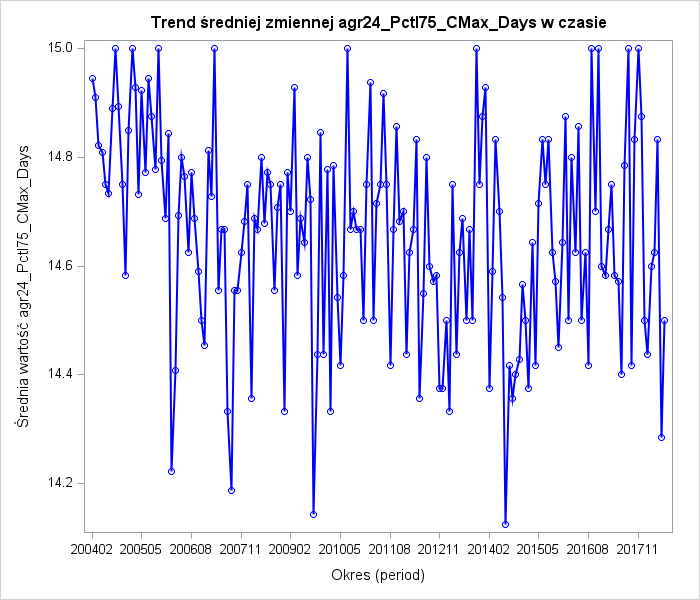 Trend średniej zmiennej agr24_Pctl75_CMax_Days w czasie
15.0
14.8
14.6
14.4
14.2
Średnia wartość agr24_Pctl75_CMax_Days
200402 200505 200608 200711 200902 201005 201108 201211 201402 201505 201608 201711
Okres (period)